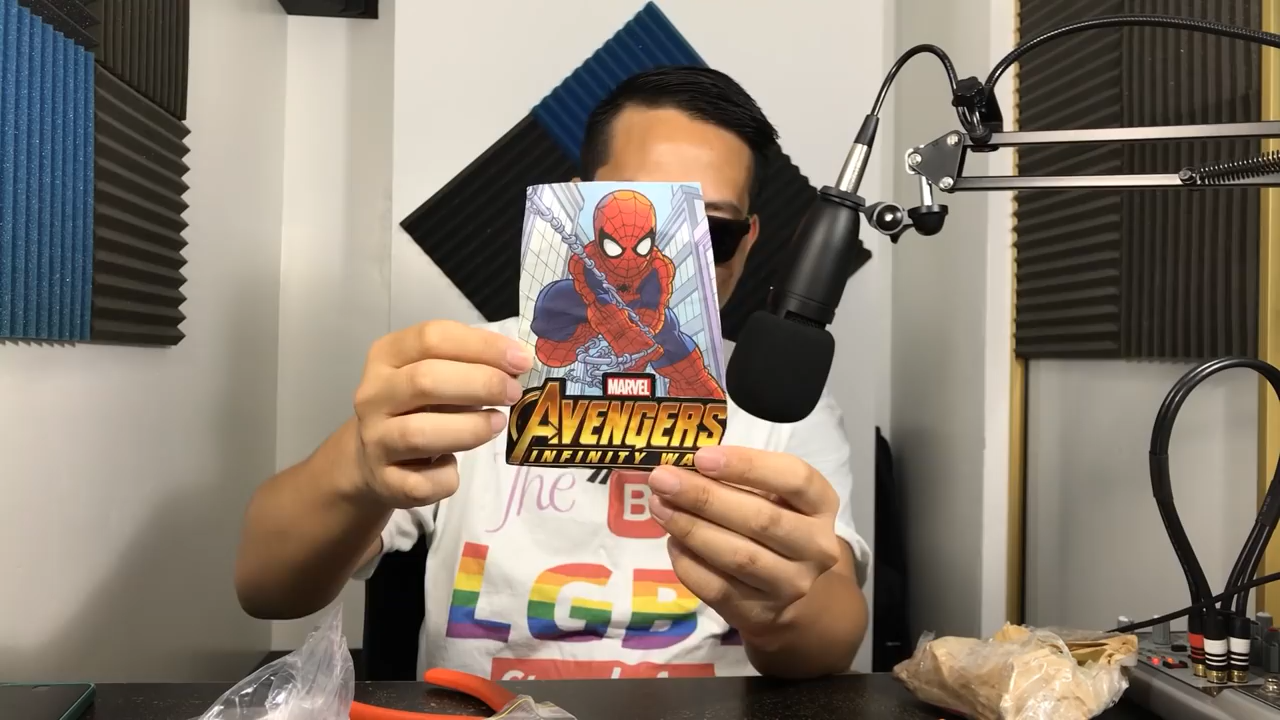 MARVEL
AVENGERS
INFINITY WA
The "B
LGB